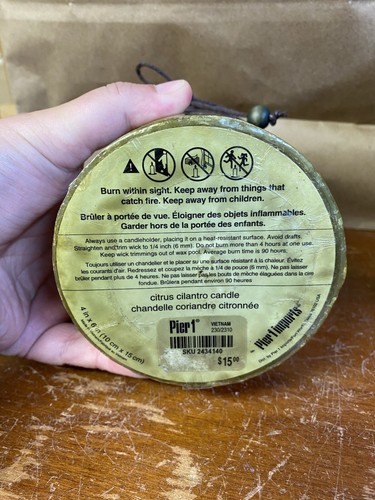 Burn within sight. Keep away from things that
catch fire. Keep away from children.
Brûler à portée de vue. Éloigner des objets inflammables.
Garder hors de la portée des enfants.
Always use a candleholder, placing it on a heat-resistant surface. Avoid drafts.
Straighten and trim wick to 1/4 inch (6 mm). Do not burn more than 4 hours at one use.
Keep wick trimmings out of wax pool. Average burn time is 90 hours.
Toujours utiliser un chandelier et le placer su une surface résistant à la chaleur. Évitez
les courants d'air. Redressez et coupez la mèche à 1/4 de pouce (6 mm). Ne pas laisser
brûler pendant plus de 4 heures. Ne pas laisser les bouts de mèche élaguées dans la cire
fondue. Brûlera pendant environ 90 heures
citrus cilantro candle
chandelle coriandre citronnée
4 in x 6 in (10 cm x 15 cm)
Pier 1®
VIETNAM
230/2310
SKU 2434140
$15.00
Pier 1 imports®